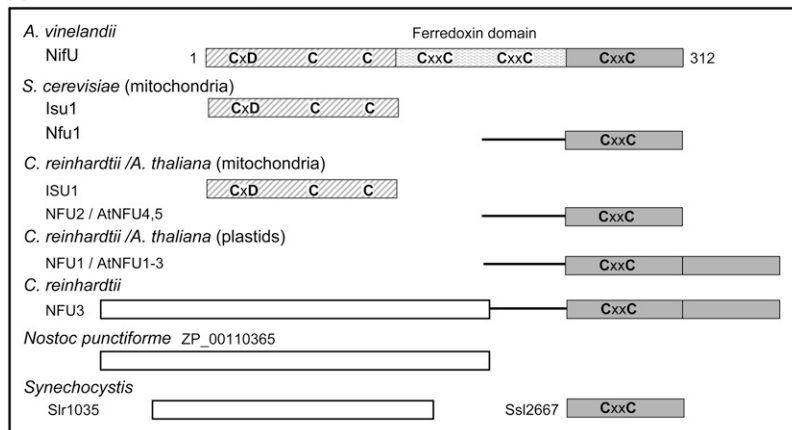 A. vinelandii
Ferredoxin domain
NifU 1 CxD C C CxxC CxxC CxxC 312
S. cerevisiae (mitochondria)
Isu1 CxD C C
Nfu1 CxxC
C. reinhardtii /A. thaliana (mitochondria)
ISU1 CxD C C
NFU2 / AtNFU4,5 CxxC
C. reinhardtii /A. thaliana (plastids)
NFU1 / AtNFU1-3 CxxC
C. reinhardtii
NFU3 CxxC
Nostoc punctiforme ZP_00110365
Synechocystis
Slr1035 Ssl2667 CxxC